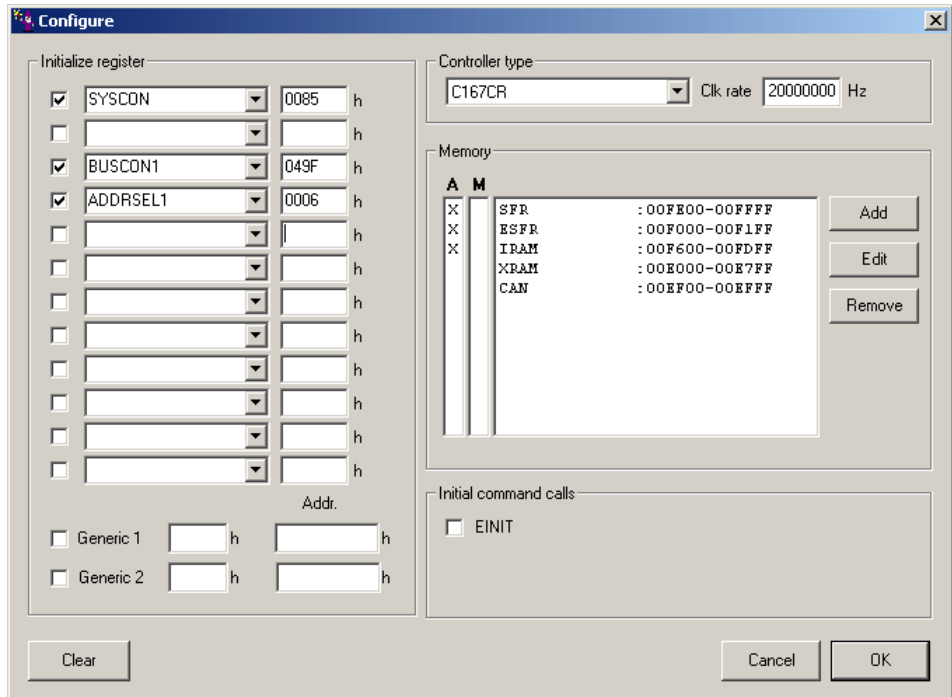 Configure
Initialize register
SYSCON 0085 h
h
BUSCON1 049F h
ADDRSEL1 0006 h
h
h
h
h
h
h
h
h
Addr.
Generic 1 h h
Generic 2 h h
Clear
Controller type
C167CR Clk rate 20000000 Hz
Memory
A M
X SFR :00FE00-00FFFF
X ESFR :00F000-00F1FF
X IRAM :00F600-00FDFF
XRAM :00E000-00E7FF
CAN :00EF00-00EFFF
Add
Edit
Remove
Initial command calls
EINIT
Cancel OK